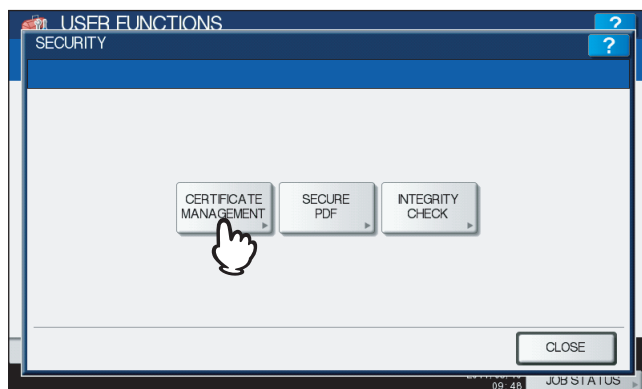 USER FUNCTIONS
?
SECURITY
?
CERTIFICATE
MANAGEMENT
SECURE
PDF
INTEGRITY
CHECK
CLOSE
09:48
JOB STATUS